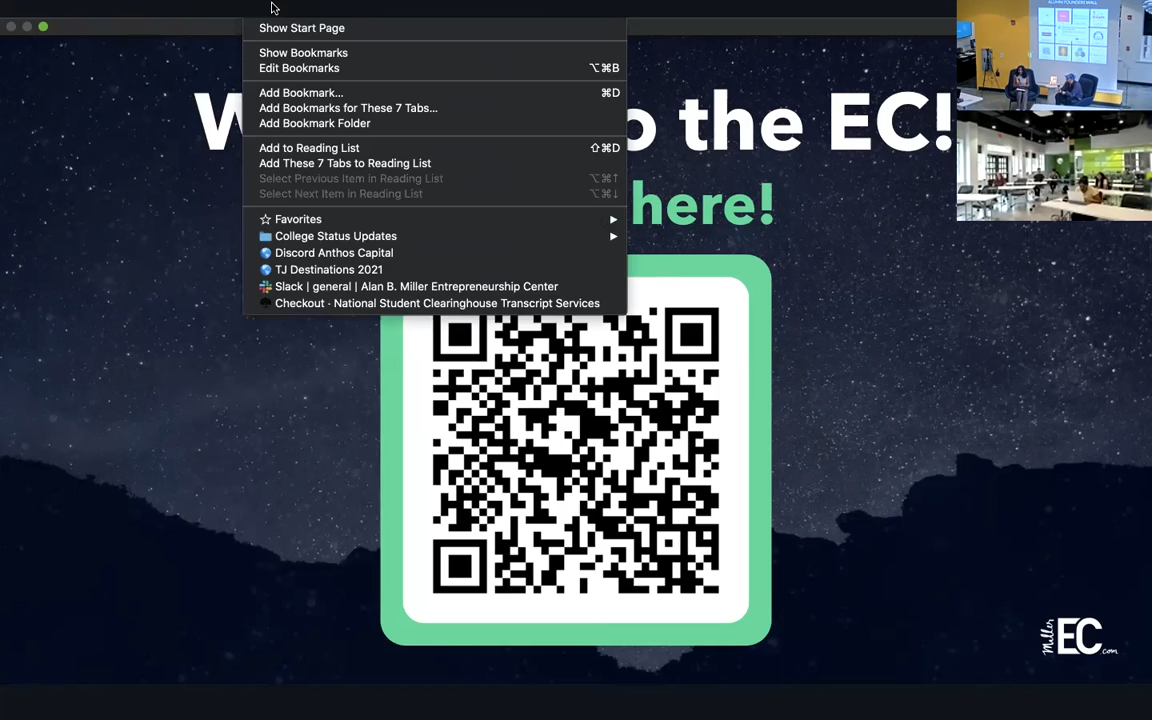 Show Start Page
Show Bookmarks
Edit Bookmarks ⌥⌘B
Add Bookmark... ⌘D
Add Bookmarks for These 7 Tabs...
Add Bookmark Folder
Add to Reading List ⇧⌘D
Add These 7 Tabs to Reading List
Select Previous Item in Reading List ⌥⌘↑
Select Next Item in Reading List ⌥⌘↓
Favorites
College Status Updates
Discord Anthos Capital
TJ Destinations 2021
Slack | general | Alan B. Miller Entrepreneurship Center
Checkout · National Student Clearinghouse Transcript Services
W o the EC!
here!
ALUMNI FOUNDERS WALL
Miller EC .com